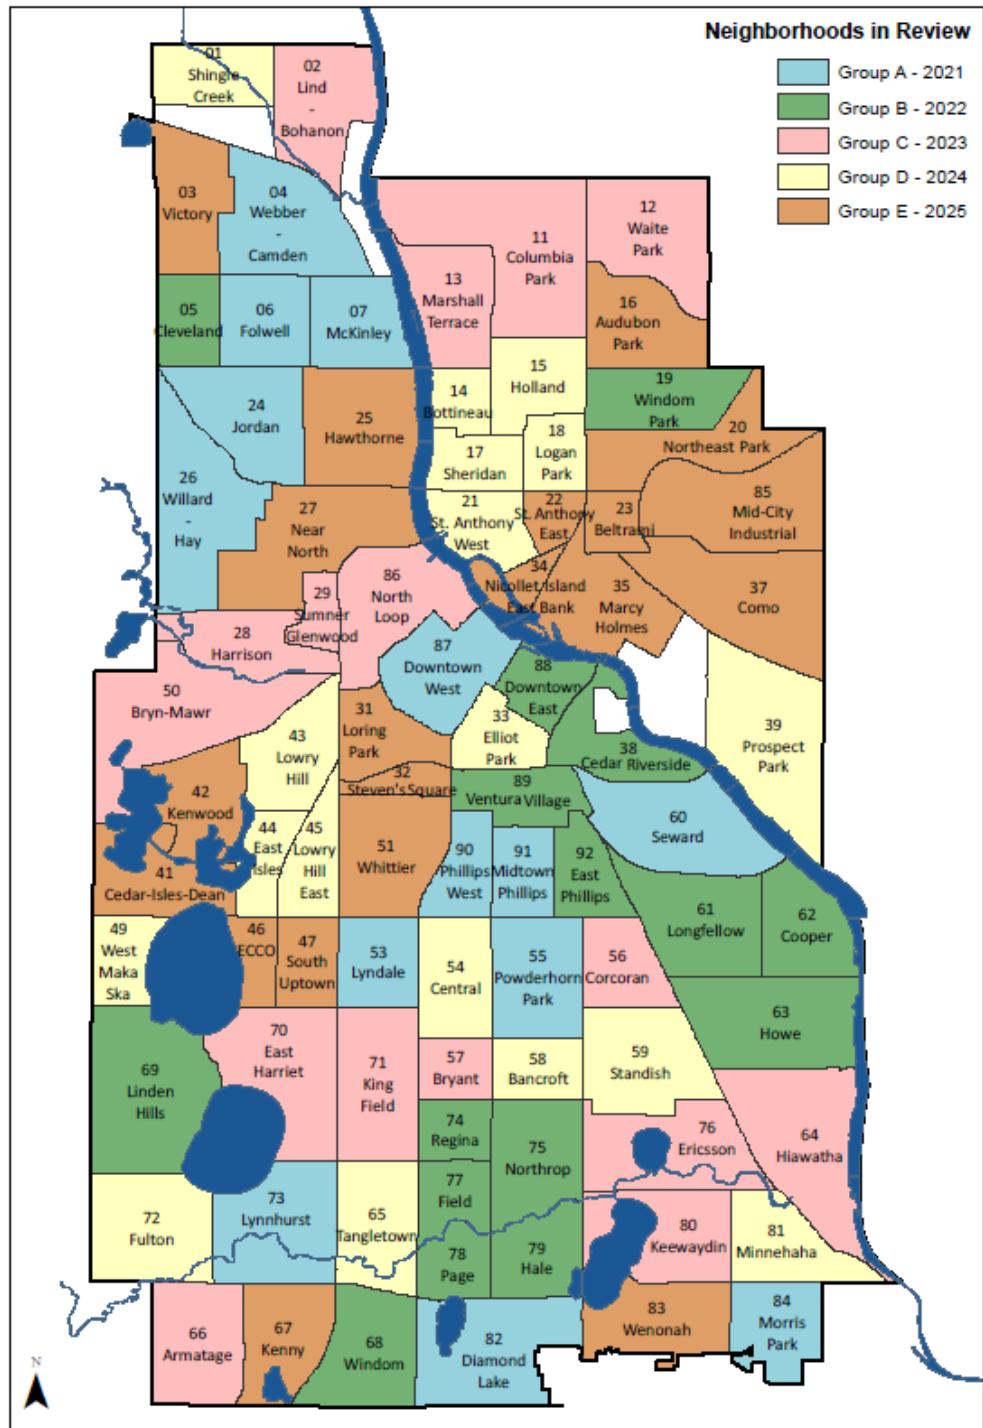 Neighborhoods in Review
Group A - 2021
Group B - 2022
Group C - 2023
Group D - 2024
Group E - 2025
01
Shingle
Creek
02
Lind
-
Bohanon
03
Victory
04
Webber
-
Camden
05
Cleveland
06
Folwell
07
McKinley
11
Columbia
Park
12
Waite
Park
13
Marshall
Terrace
16
Audubon
Park
15
Holland
14
Bottineau
19
Windom
Park
20
Northeast Park
24
Jordan
25
Hawthorne
17
Sheridan
18
Logan
Park
26
Willard
-
Hay
27
Near
North
21
St. Anthony
West
22
St. Anthony
East
23
Beltrami
85
Mid-City
Industrial
34
Nicollet Island
East Bank
35
Marcy
Holmes
37
Como
29
Sumner
Glenwood
86
North
Loop
28
Harrison
87
Downtown
West
88
Downtown
East
50
Bryn-Mawr
31
Loring
Park
33
Elliot
Park
38
Cedar Riverside
39
Prospect
Park
43
Lowry
Hill
32
Steven's Square
89
Ventura Village
42
Kenwood
44
East
Isles
45
Lowry
Hill
East
51
Whittier
90
Phillips
West
91
Midtown
Phillips
92
East
Phillips
60
Seward
41
Cedar-Isles-Dean
61
Longfellow
62
Cooper
49
West
Maka
Ska
46
ECCO
47
South
Uptown
53
Lyndale
54
Central
55
Powderhorn
Park
56
Corcoran
63
Howe
69
Linden
Hills
70
East
Harriet
71
King
Field
57
Bryant
58
Bancroft
59
Standish
74
Regina
75
Northrop
76
Ericsson
64
Hiawatha
72
Fulton
73
Lynnhurst
65
Tangletown
77
Field
78
Page
79
Hale
80
Keewaydin
81
Minnehaha
66
Armatage
67
Kenny
68
Windom
82
Diamond
Lake
83
Wenonah
84
Morris
Park
N